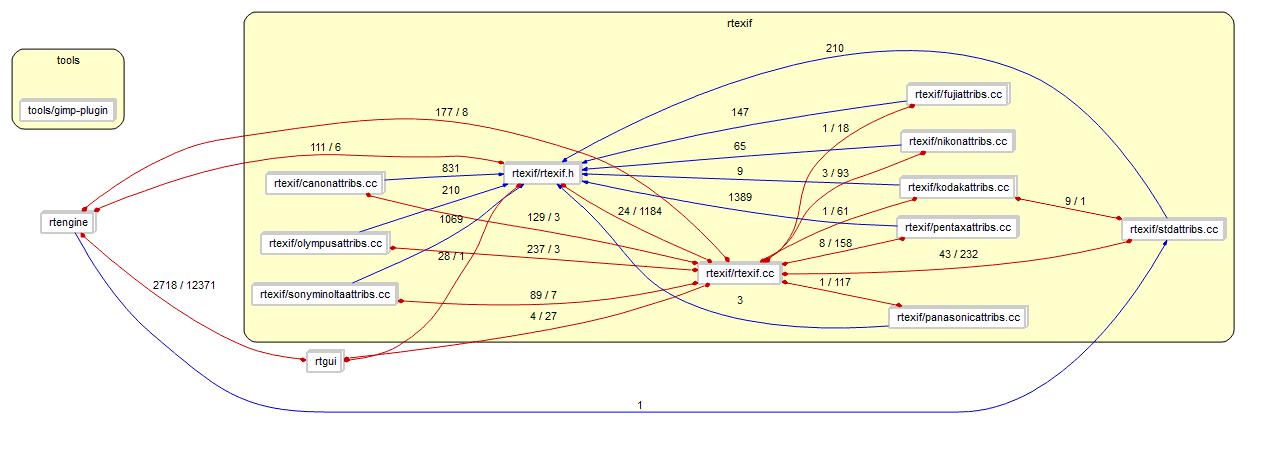 rtexif
tools
tools/gimp-plugin
210
177 / 8
rtexif/fujiattribs.cc
147
1 / 18
111 / 6
65
rtexif/nikonattribs.cc
831
rtexif/rtexif.h
9
3 / 93
rtexif/canonattribs.cc
rtexif/kodakattribs.cc
210
1389
9 / 1
rtengine
1069
129 / 3
24 / 1184
1 / 61
rtexif/pentaxattribs.cc
rtexif/stdattribs.cc
rtexif/olympusattribs.cc
237 / 3
8 / 158
28 / 1
43 / 232
rtexif/rtexif.cc
2718 / 12371
1 / 117
rtexif/sonyminoltaattribs.cc
89 / 7
3
4 / 27
rtexif/panasonicattribs.cc
rtgui
1